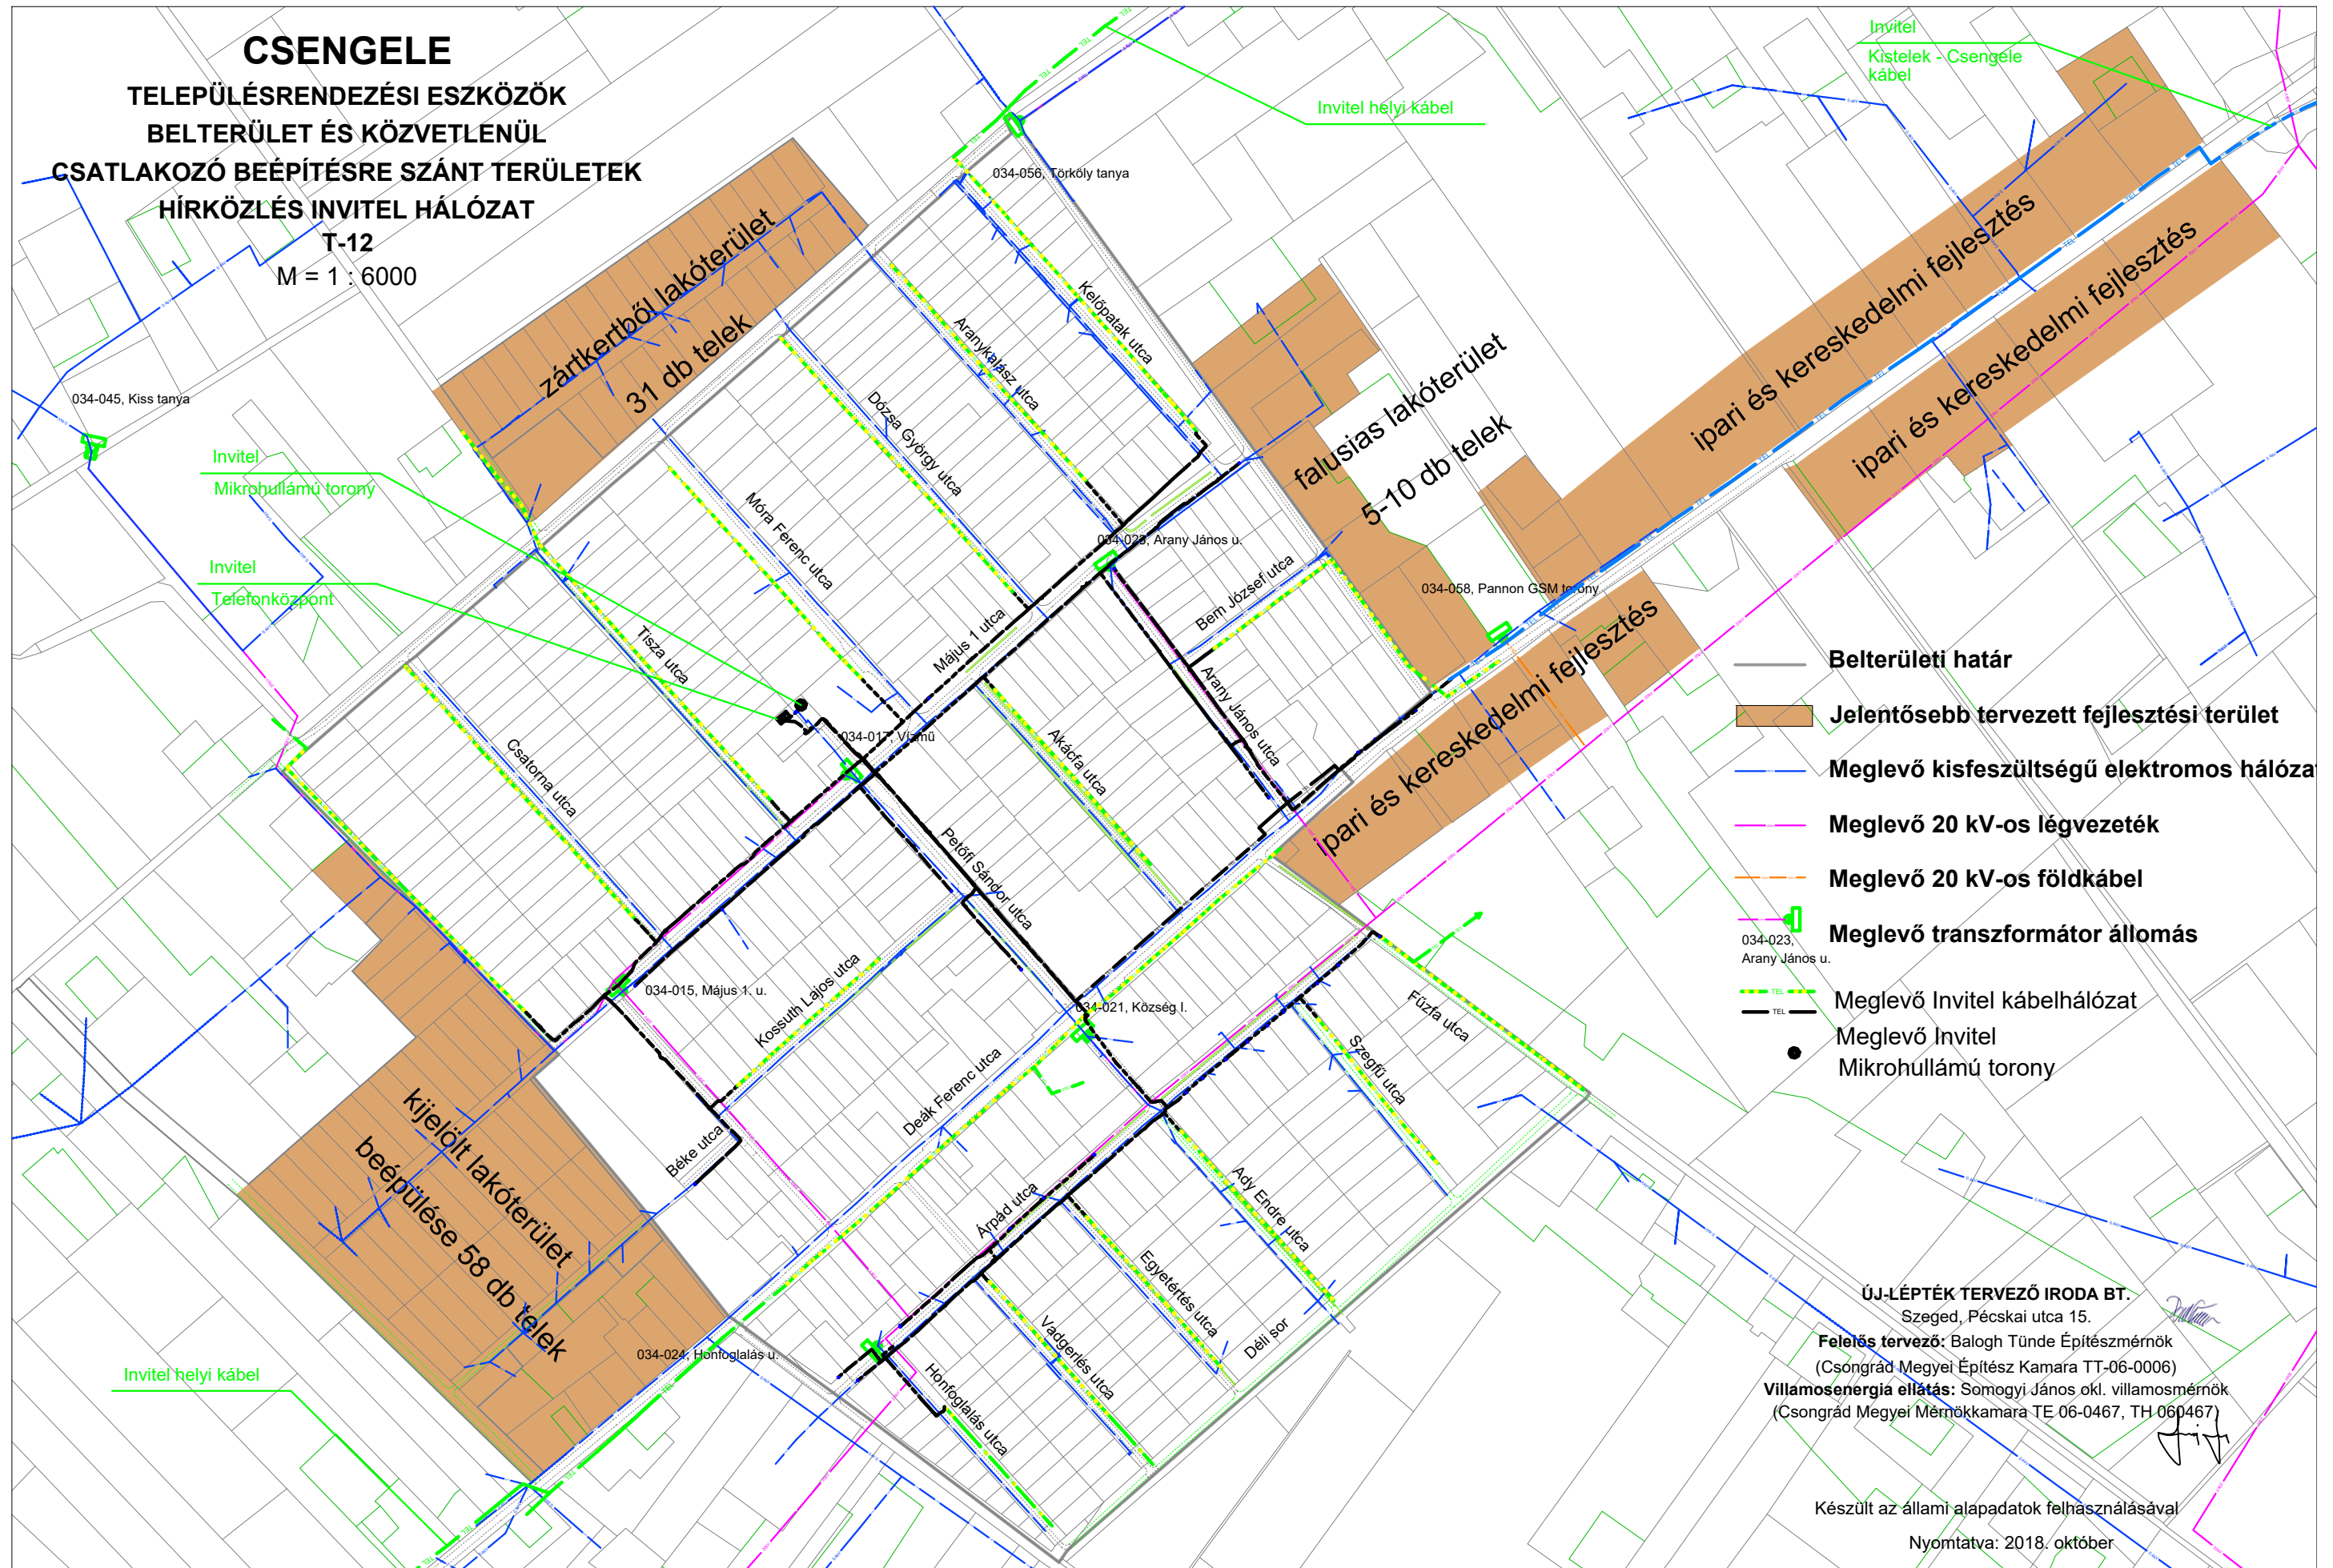 CSENGELE
TELEPÜLÉSRENDEZÉSI ESZKÖZÖK
BELTERÜLET ÉS KÖZVETLENÜL
CSATLAKOZÓ BEÉPÍTÉSRE SZÁNT TERÜLETEK
HÍRKÖZLÉS INVITEL HÁLÓZAT
T-12
M = 1 : 6000
Invitel
Kistelek - Csengele
kábel
Invitel helyi kábel
034-056, Törköly tanya
zártkertből lakóterület
31 db telek
ipari és kereskedelmi fejlesztés
ipari és kereskedelmi fejlesztés
Kelőpatak utca
Aranykalász utca
falusias lakóterület
5-10 db telek
034-045, Kiss tanya
Dózsa György utca
Invitel
Mikrohullámú torony
Móra Ferenc utca
034-023, Arany János u.
Invitel
Telefonközpont
Bem József utca
034-058, Pannon GSM torony
Május 1 utca
Tisza utca
ipari és kereskedelmi fejlesztés
Arany János utca
034-017, Vízmű
Akácfa utca
Csatorna utca
Petőfi Sándor utca
034-015, Május 1. u.
Kossuth Lajos utca
034-021, Község I.
Fűzfa utca
Szegfű utca
Deák Ferenc utca
Béke utca
kijelölt lakóterület
beépülése 58 db telek
Árpád utca
Ady Endre utca
Egyetértés utca
Déli sor
Vadgerlés utca
034-024, Honfoglalás u.
Honfoglalás utca
Invitel helyi kábel
Belterületi határ
Jelentősebb tervezett fejlesztési terület
Meglevő kisfeszültségű elektromos hálózat
Meglevő 20 kV-os légvezeték
Meglevő 20 kV-os földkábel
Meglevő transzformátor állomás
034-023,
Arany János u.
TEL
Meglevő Invitel kábelhálózat
TEL
Meglevő Invitel
Mikrohullámú torony
ÚJ-LÉPTÉK TERVEZŐ IRODA BT.
Szeged, Pécskai utca 15.
Felelős tervező: Balogh Tünde Építészmérnök
(Csongrád Megyei Építész Kamara TT-06-0006)
Villamosenergia ellátás: Somogyi János okl. villamosmérnök
(Csongrád Megyei Mérnökkamara TE 06-0467, TH 060467)
Készült az állami alapadatok felhasználásával
Nyomtatva: 2018. október